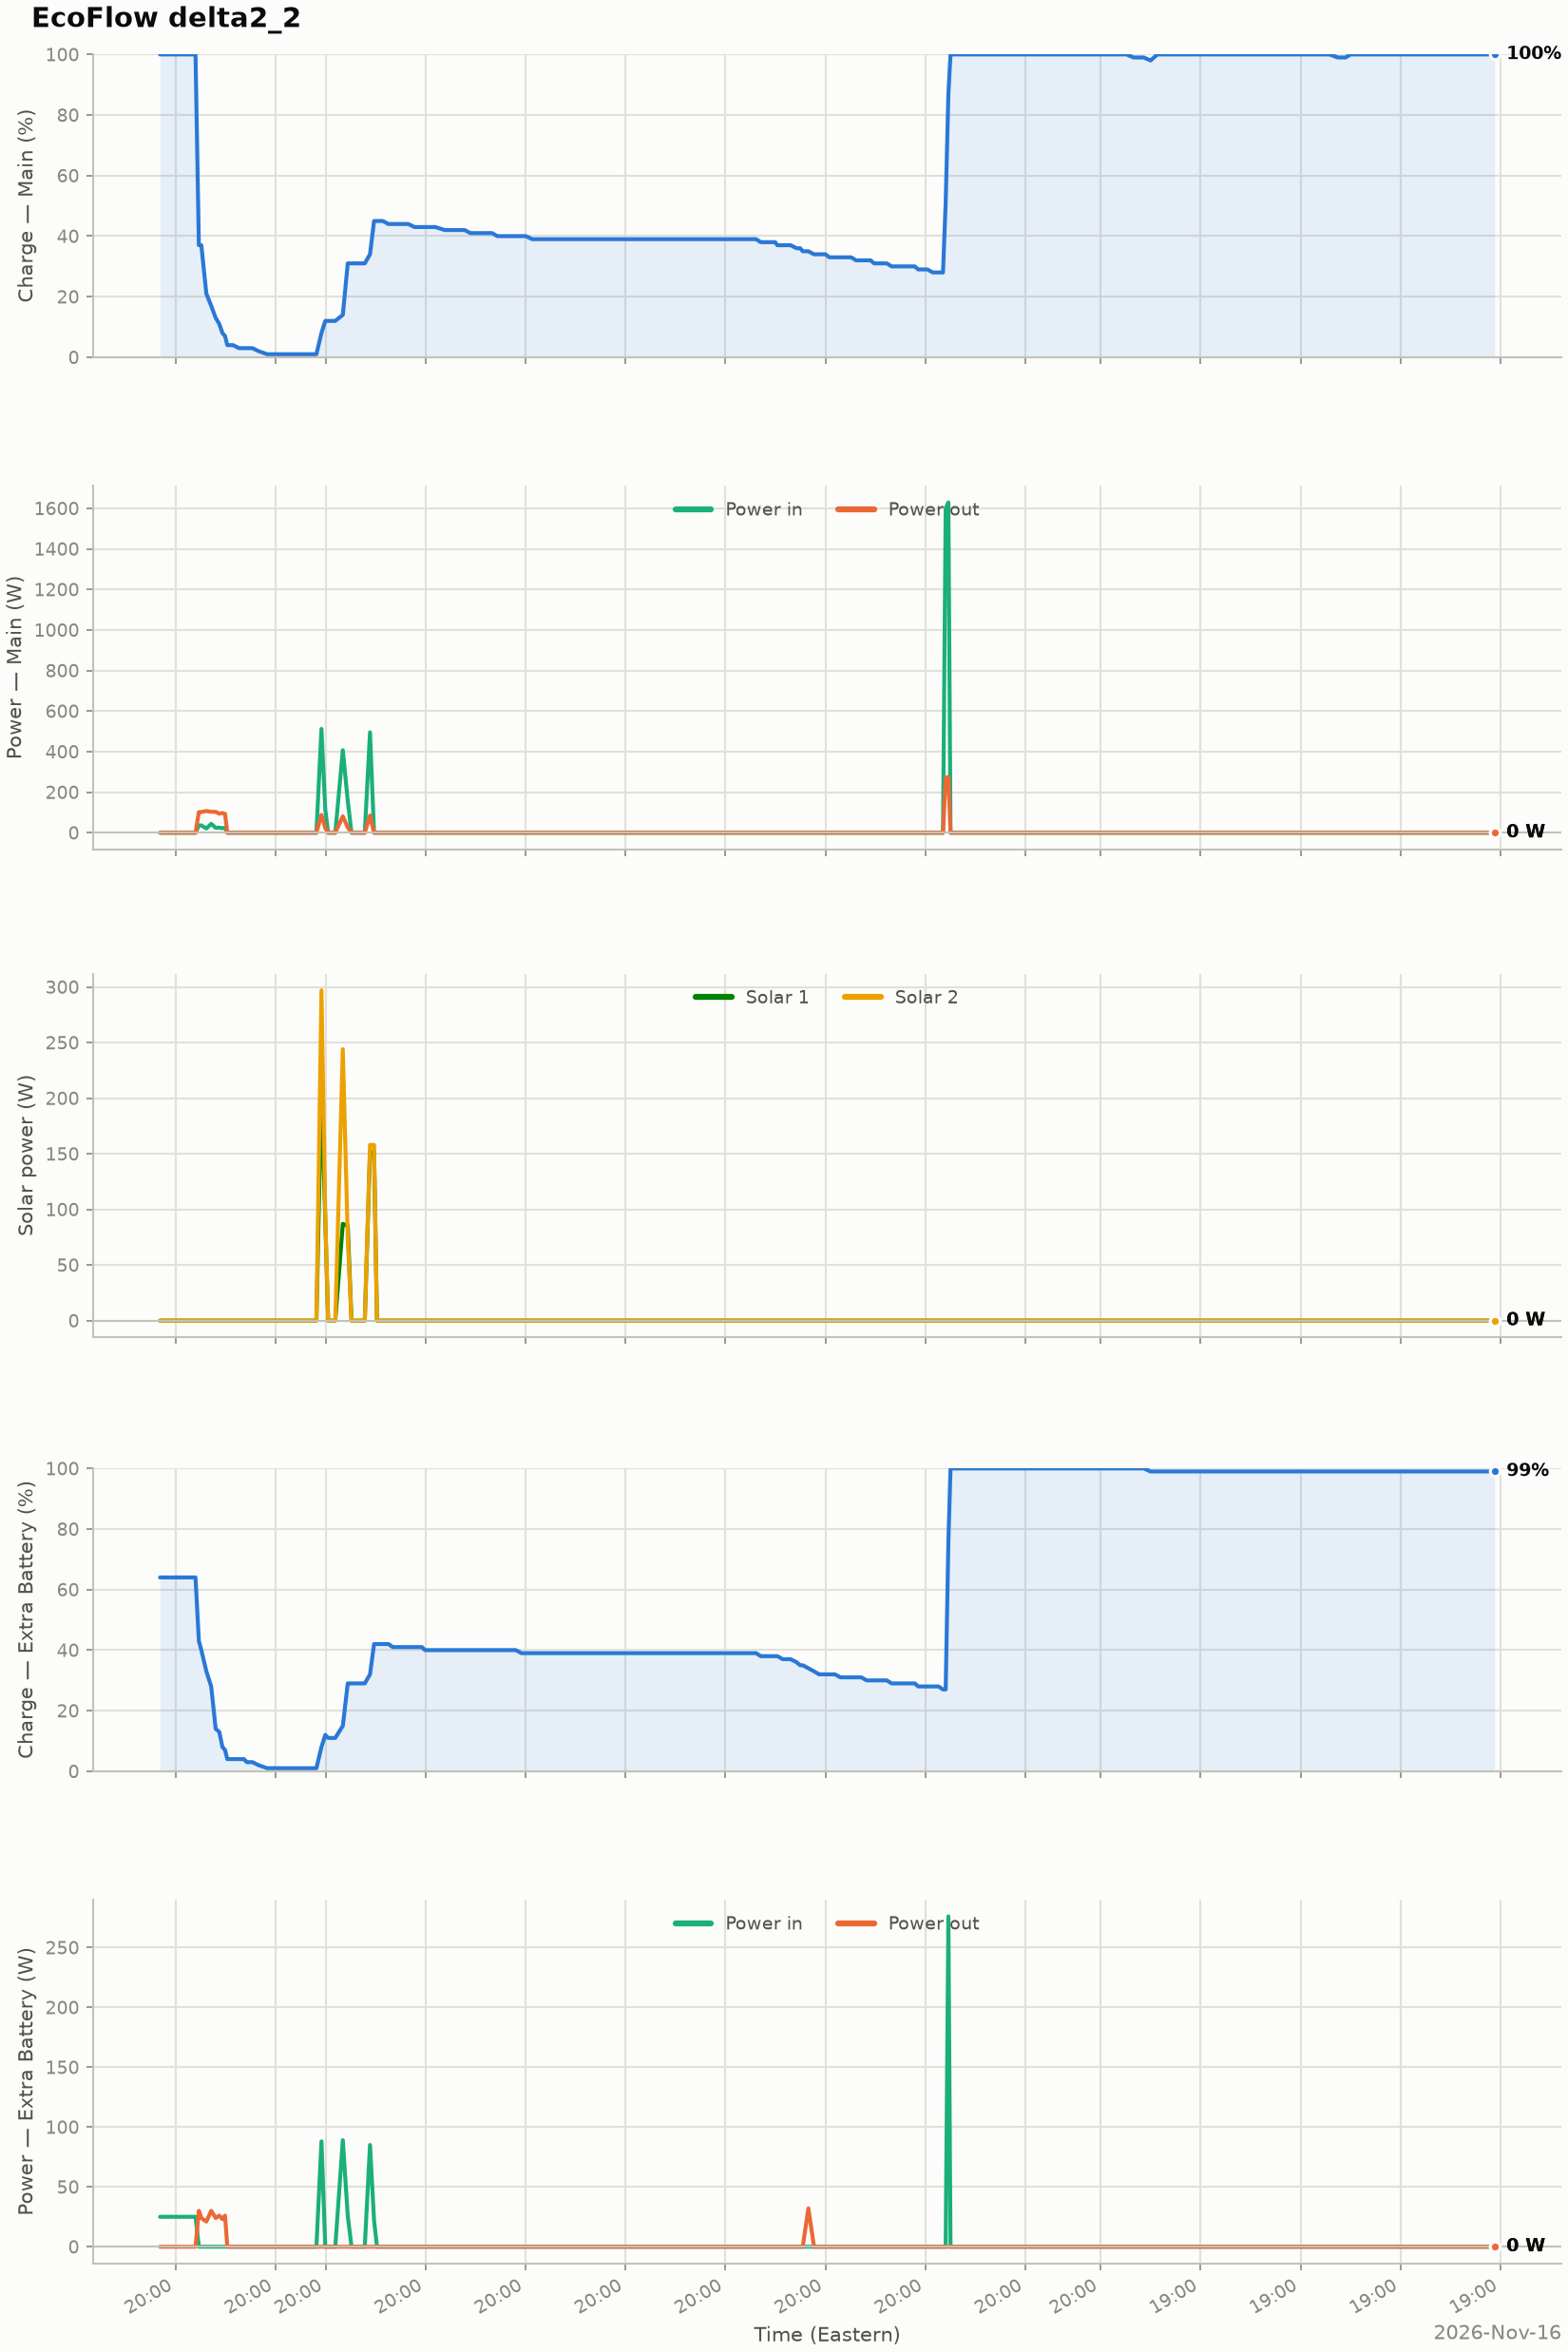 EcoFlow delta2_2
Charge — Main (%)
100
80
60
40
20
0
100%
Power — Main (W)
1600
1400
1200
1000
800
600
400
200
0
Power in
Power out
0 W
Solar power (W)
300
250
200
150
100
50
0
Solar 1
Solar 2
0 W
Charge — Extra Battery (%)
100
80
60
40
20
0
99%
Power — Extra Battery (W)
250
200
150
100
50
0
Power in
Power out
0 W
20:00 20:00 20:00 20:00 20:00 20:00 20:00 20:00 20:00 20:00 20:00 19:00 19:00 19:00 19:00
Time (Eastern)
2026-Nov-16